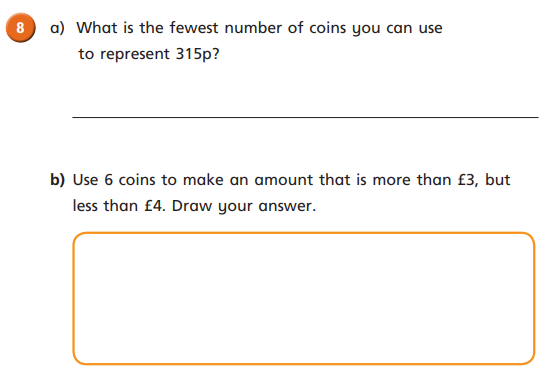 8 a) What is the fewest number of coins you can use
to represent 315p?
b) Use 6 coins to make an amount that is more than £3, but
less than £4. Draw your answer.